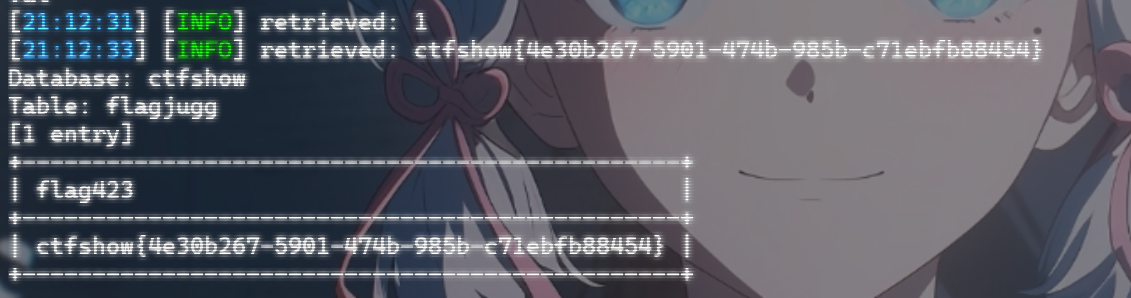 [21:12:31] [INFO] retrieved: 1
[21:12:33] [INFO] retrieved: ctfshow{4e30b267-5901-474b-985b-c71ebfb88454}
Database: ctfshow
Table: flagjugg
[1 entry]
+-----------------------------------------------+
| flag423                                       |
+-----------------------------------------------+
| ctfshow{4e30b267-5901-474b-985b-c71ebfb88454} |
+-----------------------------------------------+